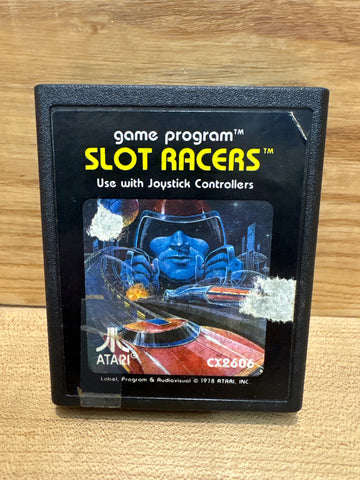 game program™
SLOT RACERS™
Use with Joystick Controllers
ATARI®
CX2606
Label, Program & Audiovisual © 1978 ATARI, INC.